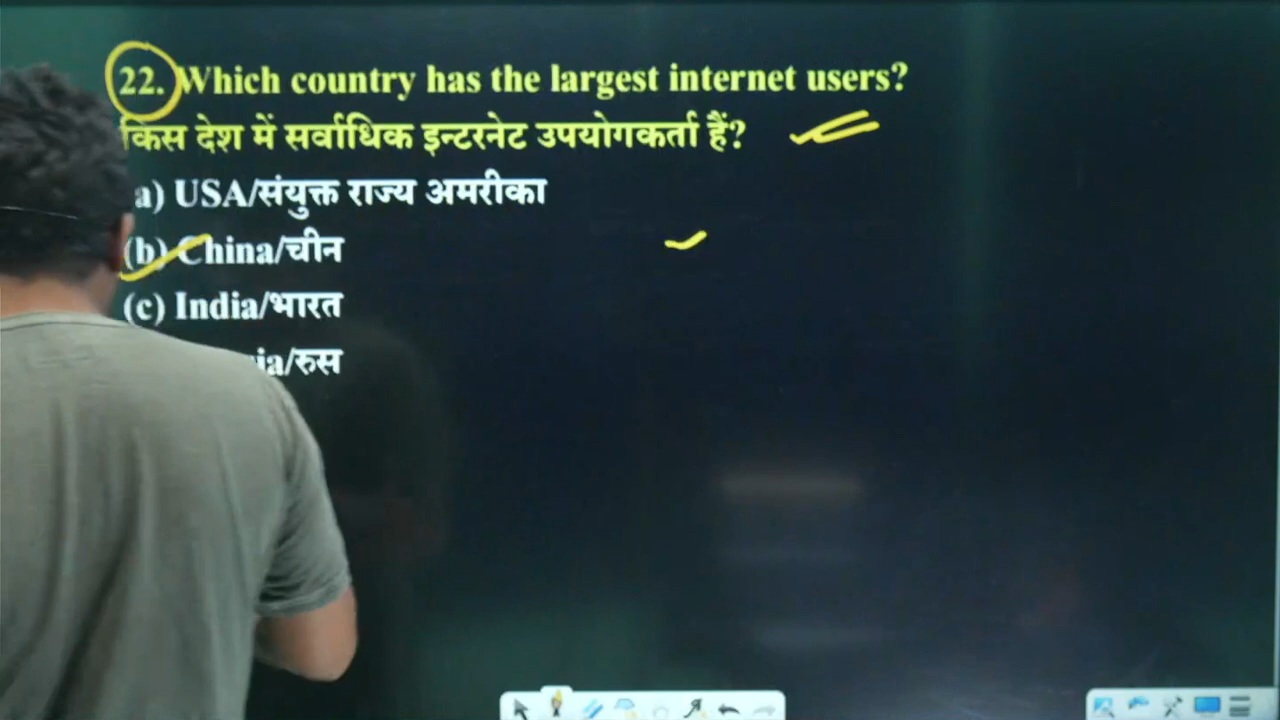 22. Which country has the largest internet users?
किस देश में सर्वाधिक इन्टरनेट उपयोगकर्ता हैं?
a) USA/संयुक्त राज्य अमरीका
(b) China/चीन
(c) India/भारत
ia/रुस